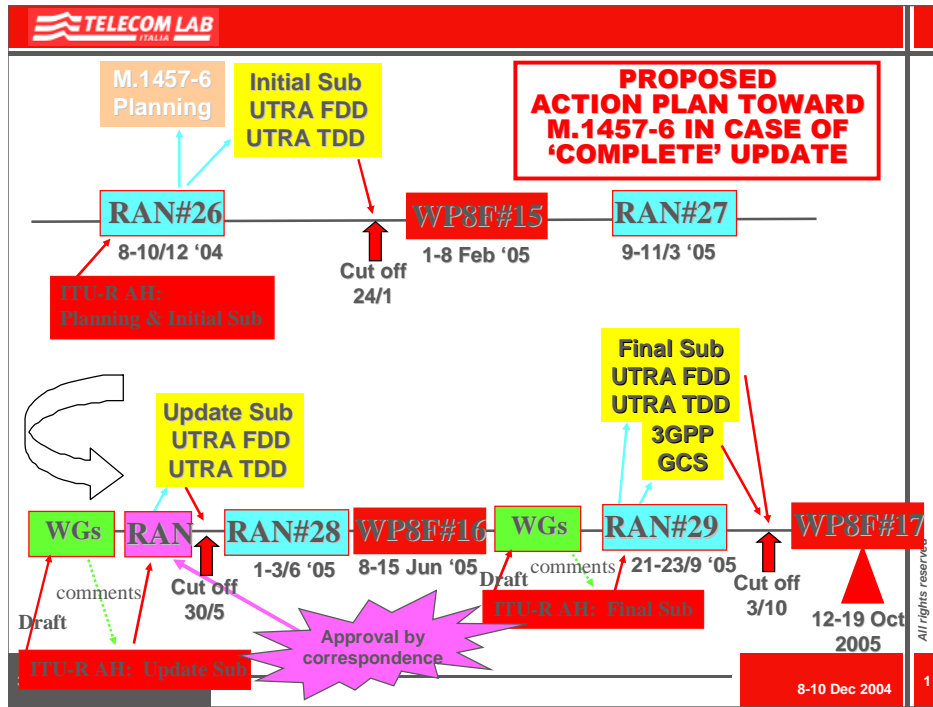 TELECOM LAB
ITALIA
M.1457-6
Planning
Initial Sub
UTRA FDD
UTRA TDD
PROPOSED
ACTION PLAN TOWARD
M.1457-6 IN CASE OF
‘COMPLETE’ UPDATE
RAN#26
WP8F#15
RAN#27
8-10/12 ‘04
Cut off
24/1
1-8 Feb ‘05
9-11/3 ‘05
ITU-R AH:
Planning & Initial Sub
Final Sub
UTRA FDD
UTRA TDD
3GPP
GCS
Update Sub
UTRA FDD
UTRA TDD
WGs
RAN
RAN#28
WP8F#16
WGs
RAN#29
WP8F#17
Cut off
30/5
1-3/6 ‘05
8-15 Jun ‘05
21-23/9 ‘05
Cut off
3/10
12-19 Oct
2005
comments
Draft
comments
Draft
ITU-R AH: Final Sub
ITU-R AH: Update Sub
Approval by
correspondence
All rights reserved
8-10 Dec 2004
1